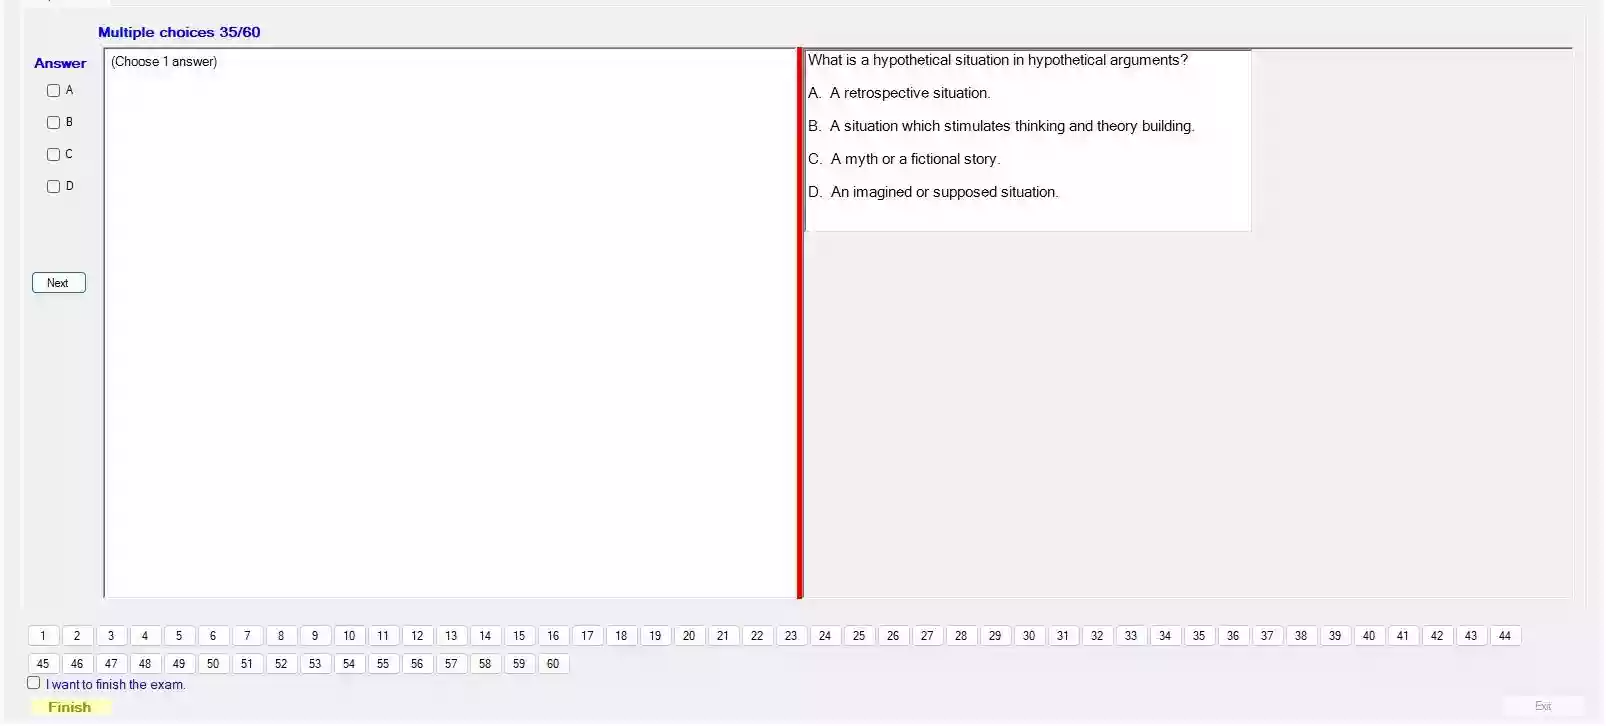 Multiple choices 35/60
Answer
(Choose 1 answer)
A
B
C
D
Next
What is a hypothetical situation in hypothetical arguments?
A. A retrospective situation.
B. A situation which stimulates thinking and theory building.
C. A myth or a fictional story.
D. An imagined or supposed situation.
1 2 3 4 5 6 7 8 9 10 11 12 13 14 15 16 17 18 19 20 21 22 23 24 25 26 27 28 29 30 31 32 33 34 35 36 37 38 39 40 41 42 43 44
45 46 47 48 49 50 51 52 53 54 55 56 57 58 59 60
I want to finish the exam.
Finish
Exit